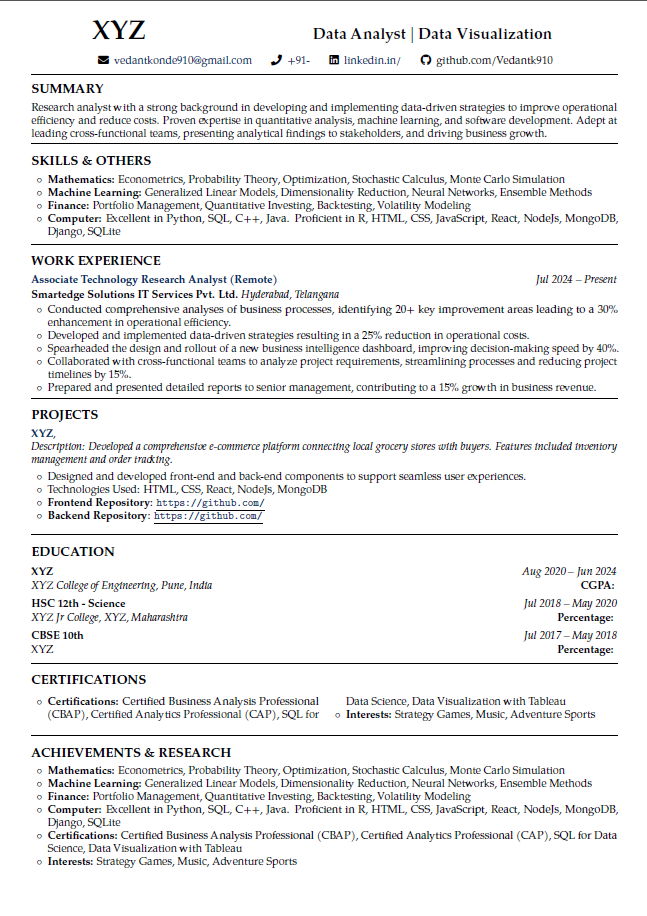 XYZ
Data Analyst | Data Visualization
vedantkonde910@gmail.com +91- linkedin.in/ github.com/Vedantk910
SUMMARY
Research analyst with a strong background in developing and implementing data-driven strategies to improve operational
efficiency and reduce costs. Proven expertise in quantitative analysis, machine learning, and software development. Adept at
leading cross-functional teams, presenting analytical findings to stakeholders, and driving business growth.
SKILLS & OTHERS
Mathematics: Econometrics, Probability Theory, Optimization, Stochastic Calculus, Monte Carlo Simulation
Machine Learning: Generalized Linear Models, Dimensionality Reduction, Neural Networks, Ensemble Methods
Finance: Portfolio Management, Quantitative Investing, Backtesting, Volatility Modeling
Computer: Excellent in Python, SQL, C++, Java. Proficient in R, HTML, CSS, JavaScript, React, NodeJs, MongoDB,
Django, SQLite
WORK EXPERIENCE
Associate Technology Research Analyst (Remote) Jul 2024 – Present
Smartedge Solutions IT Services Pvt. Ltd. Hyderabad, Telangana
Conducted comprehensive analyses of business processes, identifying 20+ key improvement areas leading to a 30%
enhancement in operational efficiency.
Developed and implemented data-driven strategies resulting in a 25% reduction in operational costs.
Spearheaded the design and rollout of a new business intelligence dashboard, improving decision-making speed by 40%.
Collaborated with cross-functional teams to analyze project requirements, streamlining processes and reducing project
timelines by 15%.
Prepared and presented detailed reports to senior management, contributing to a 15% growth in business revenue.
PROJECTS
XYZ,
Description: Developed a comprehensive e-commerce platform connecting local grocery stores with buyers. Features included inventory
management and order tracking.
Designed and developed front-end and back-end components to support seamless user experiences.
Technologies Used: HTML, CSS, React, NodeJs, MongoDB
Frontend Repository: https://github.com/
Backend Repository: https://github.com/
EDUCATION
XYZ Aug 2020 – Jun 2024
XYZ College of Engineering, Pune, India CGPA:
HSC 12th - Science Jul 2018 – May 2020
XYZ Jr College, XYZ, Maharashtra Percentage:
CBSE 10th Jul 2017 – May 2018
XYZ Percentage:
CERTIFICATIONS
Certifications: Certified Business Analysis Professional
(CBAP), Certified Analytics Professional (CAP), SQL for
Data Science, Data Visualization with Tableau
Interests: Strategy Games, Music, Adventure Sports
ACHIEVEMENTS & RESEARCH
Mathematics: Econometrics, Probability Theory, Optimization, Stochastic Calculus, Monte Carlo Simulation
Machine Learning: Generalized Linear Models, Dimensionality Reduction, Neural Networks, Ensemble Methods
Finance: Portfolio Management, Quantitative Investing, Backtesting, Volatility Modeling
Computer: Excellent in Python, SQL, C++, Java. Proficient in R, HTML, CSS, JavaScript, React, NodeJs, MongoDB,
Django, SQLite
Certifications: Certified Business Analysis Professional (CBAP), Certified Analytics Professional (CAP), SQL for Data
Science, Data Visualization with Tableau
Interests: Strategy Games, Music, Adventure Sports